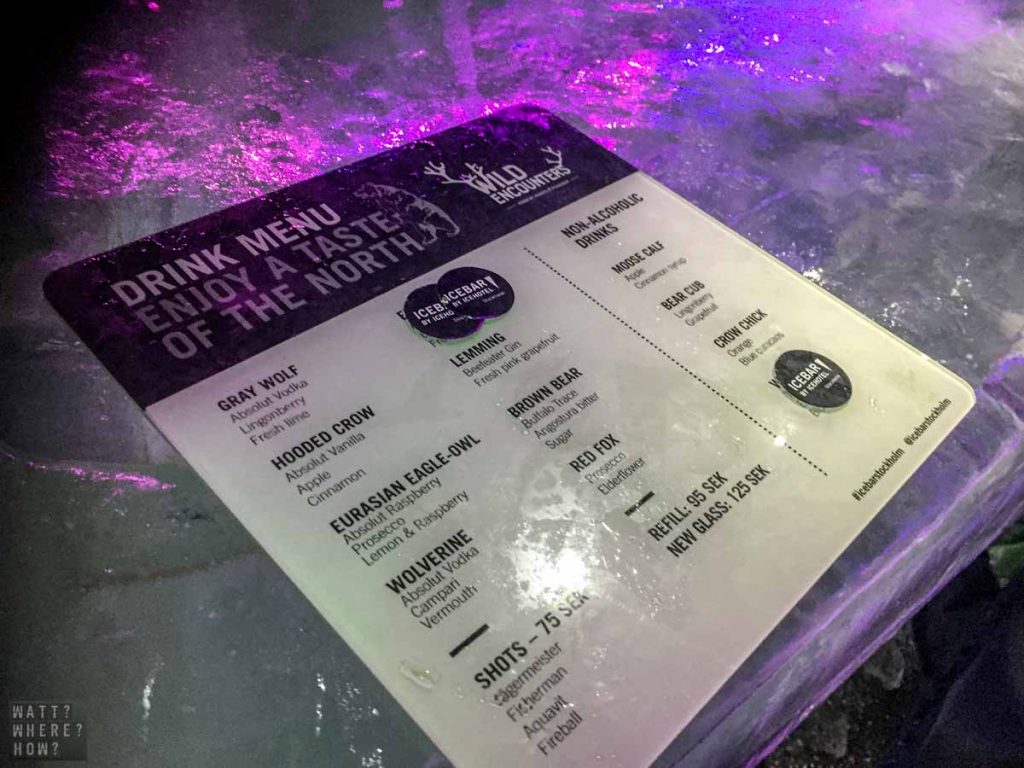 DRINK MENU
ENJOY A TASTE
OF THE NORTH
WILD
ENCOUNTERS
GRAY WOLF
Absolut Vodka
Lingonberry
Fresh lime
HOODED CROW
Absolut Vanilla
Apple
Cinnamon
EURASIAN EAGLE-OWL
Absolut Raspberry
Prosecco
Lemon & Raspberry
WOLVERINE
Absolut Vodka
Campari
Vermouth
SHOTS – 75 SEK
Jägermeister
Fisherman
Aquavit
Fireball
ICEBAR
BY ICEHOTEL
LEMMING
Beefeater Gin
Fresh pink grapefruit
BROWN BEAR
Buffalo Trace
Angostura bitter
Sugar
RED FOX
Prosecco
Elderflower
REFILL: 95 SEK
NEW GLASS: 125 SEK
NON-ALCOHOLIC
DRINKS
MOOSE CALF
Apple
Cinnamon syrup
BEAR CUB
Lingonberry
Grapefruit
CROW CHICK
Orange
Blue curacao
ICEBAR
BY ICEHOTEL
#icebarstockholm @icebarstockholm
WATT?
WHERE?
HOW?